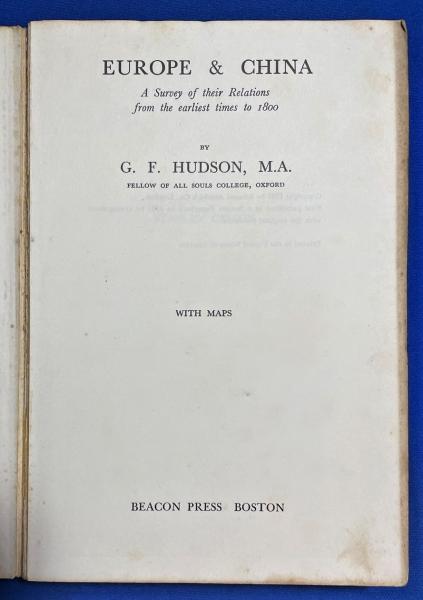 EUROPE & CHINA
A Survey of their Relations
from the earliest times to 1800
BY
G. F. HUDSON, M.A.
FELLOW OF ALL SOULS COLLEGE, OXFORD
WITH MAPS
BEACON PRESS BOSTON